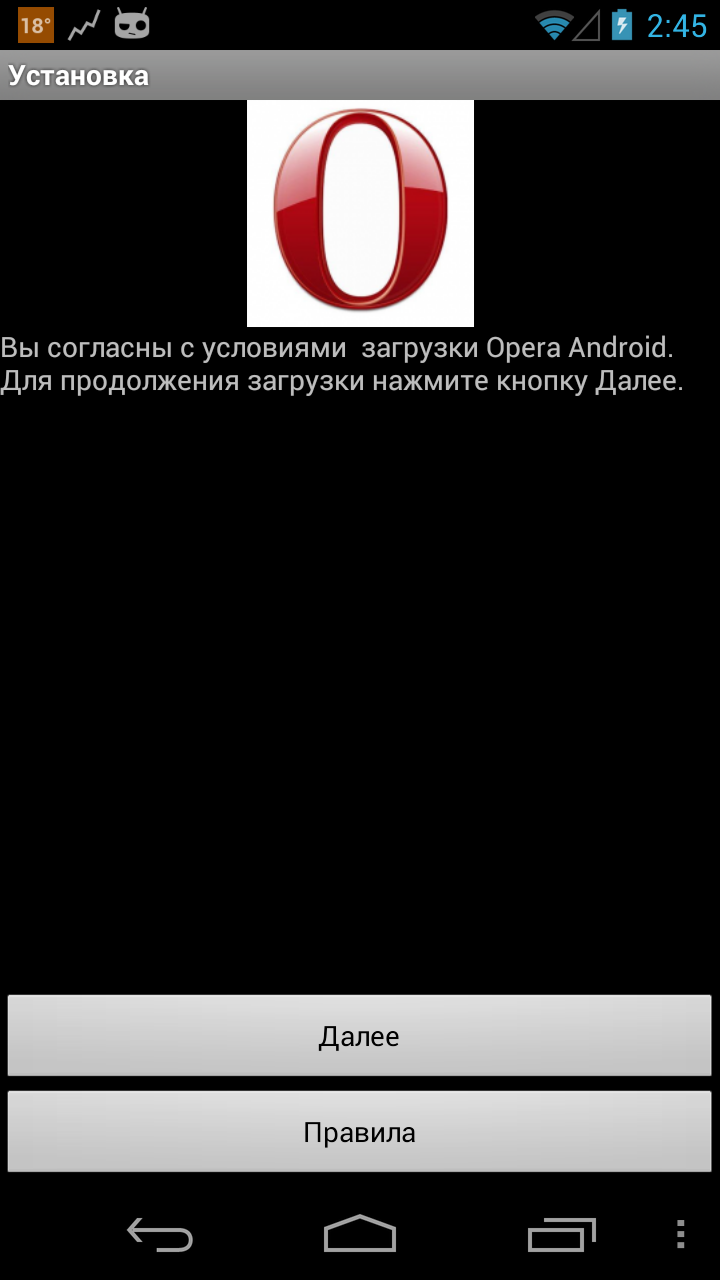 18°
2:45
Установка
Вы согласны с условиями  загрузки Opera Android.
Для продолжения загрузки нажмите кнопку Далее.
Далее
Правила